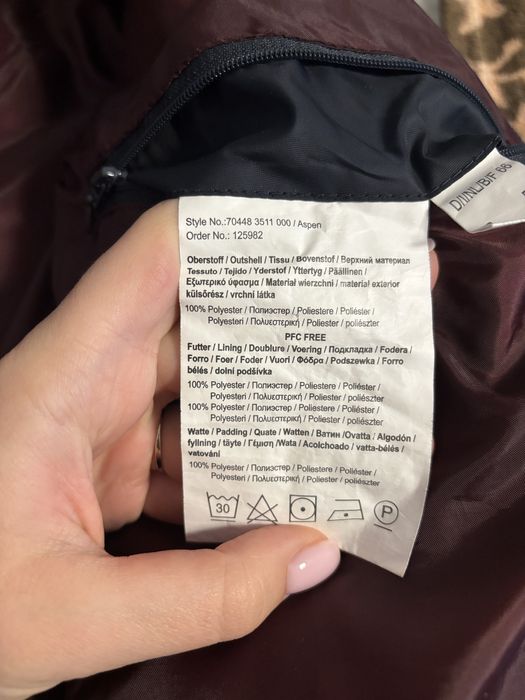 Style No.:70448 3511 000 / Aspen
Order No.: 125982
Oberstoff / Outshell / Tissu / Bovenstof / Верхний материал
Tessuto / Tejido / Yderstof / Yttertyg / Päällinen /
Εξωτερικό ύφασμα / Materiał wierzchni / material exterior
külsőrész / vrchni látka
100% Polyester / Полиэстер / Poliestere / Poliéster /
Polyesteri / Πολυεστερική / Poliester / poliészter
PFC FREE
Futter / Lining / Doublure / Voering / Подкладка / Fodera /
Forro / Foer / Foder / Vuori / Φόδρα / Podszewka / Forro
bélés / dolni podšívka
100% Polyester / Полиэстер / Poliestere / Poliéster /
Polyesteri / Πολυεστερική / Poliester / poliészter
100% Polyester / Полиэстер / Poliestere / Poliéster /
Polyesteri / Πολυεστερική / Poliester / poliészter
Watte / Padding / Quate / Watten / Ватин /Ovatta / Algodón /
fyllning / täyte / Γέμιση /Wata / Acolchoado / vatta-bélés /
vatování
100% Polyester / Полиэстер / Poliestere / Poliéster /
Polyesteri / Πολυεστερική / Poliester / poliészter
30
P